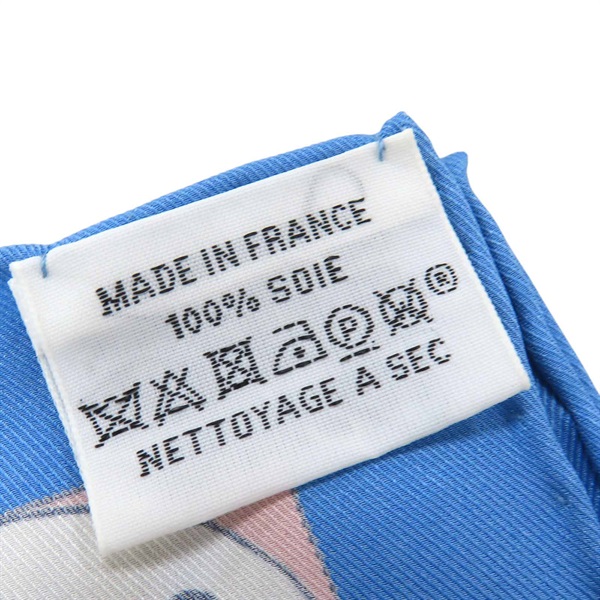 MADE IN FRANCE
100% SOIE
P ®
NETTOYAGE A SEC